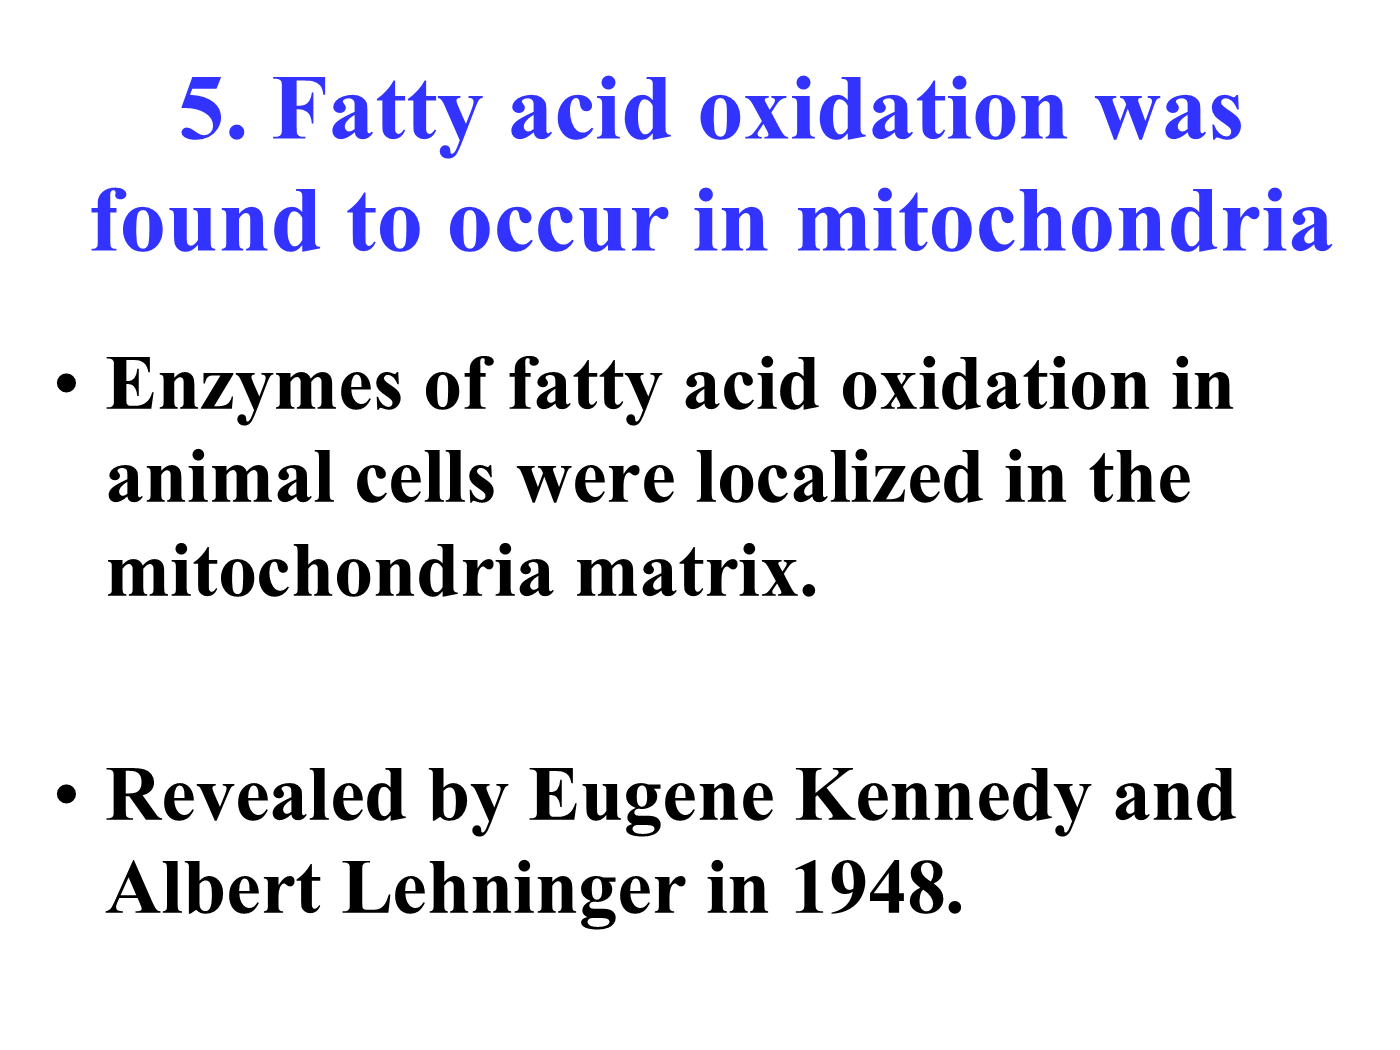 5. Fatty acid oxidation was
found to occur in mitochondria
• Enzymes of fatty acid oxidation in
animal cells were localized in the
mitochondria matrix.
• Revealed by Eugene Kennedy and
Albert Lehninger in 1948.